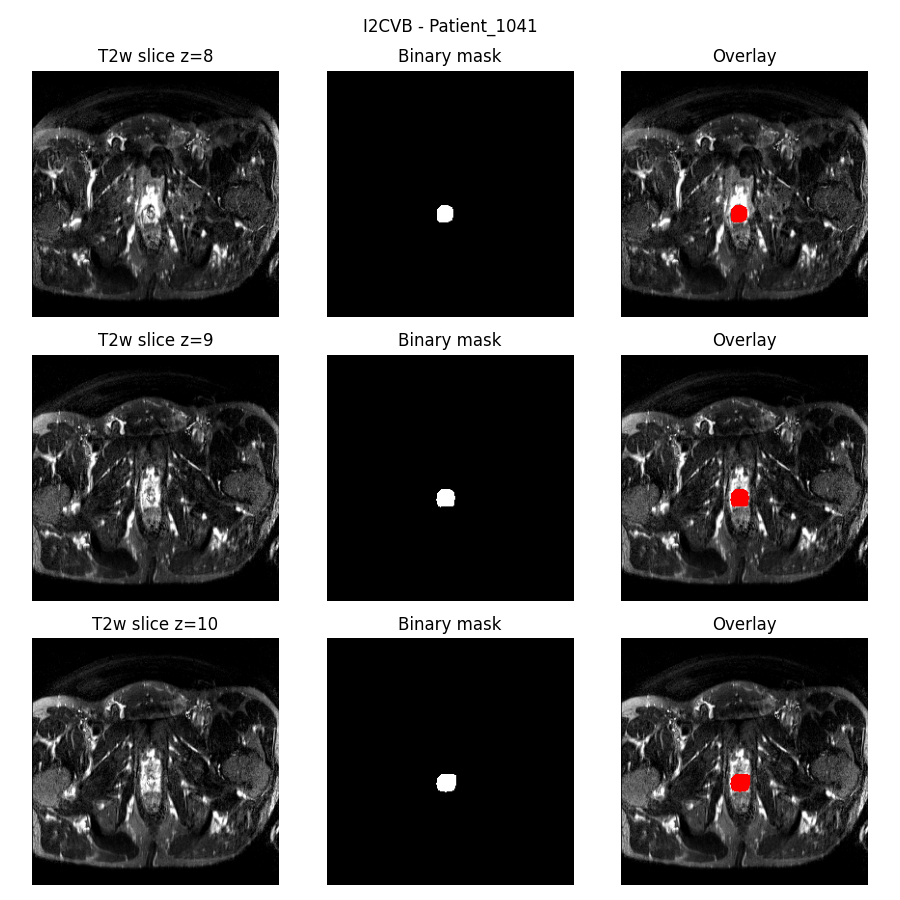 I2CVB - Patient_1041
T2w slice z=8
Binary mask
Overlay
T2w slice z=9
Binary mask
Overlay
T2w slice z=10
Binary mask
Overlay